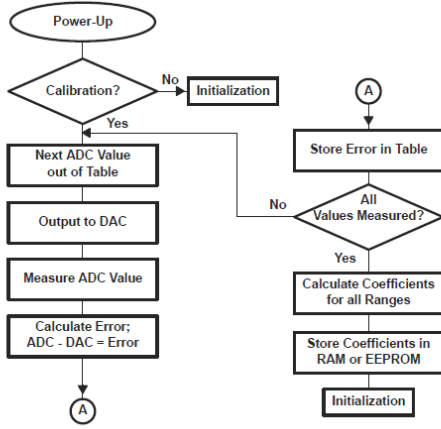 Power-Up
Calibration?
No
Initialization
Yes
Next ADC Value
out of Table
Output to DAC
Measure ADC Value
Calculate Error;
ADC - DAC = Error
A
A
Store Error in Table
All
Values Measured?
No
Yes
Calculate Coefficients
for all Ranges
Store Coefficients in
RAM or EEPROM
Initialization